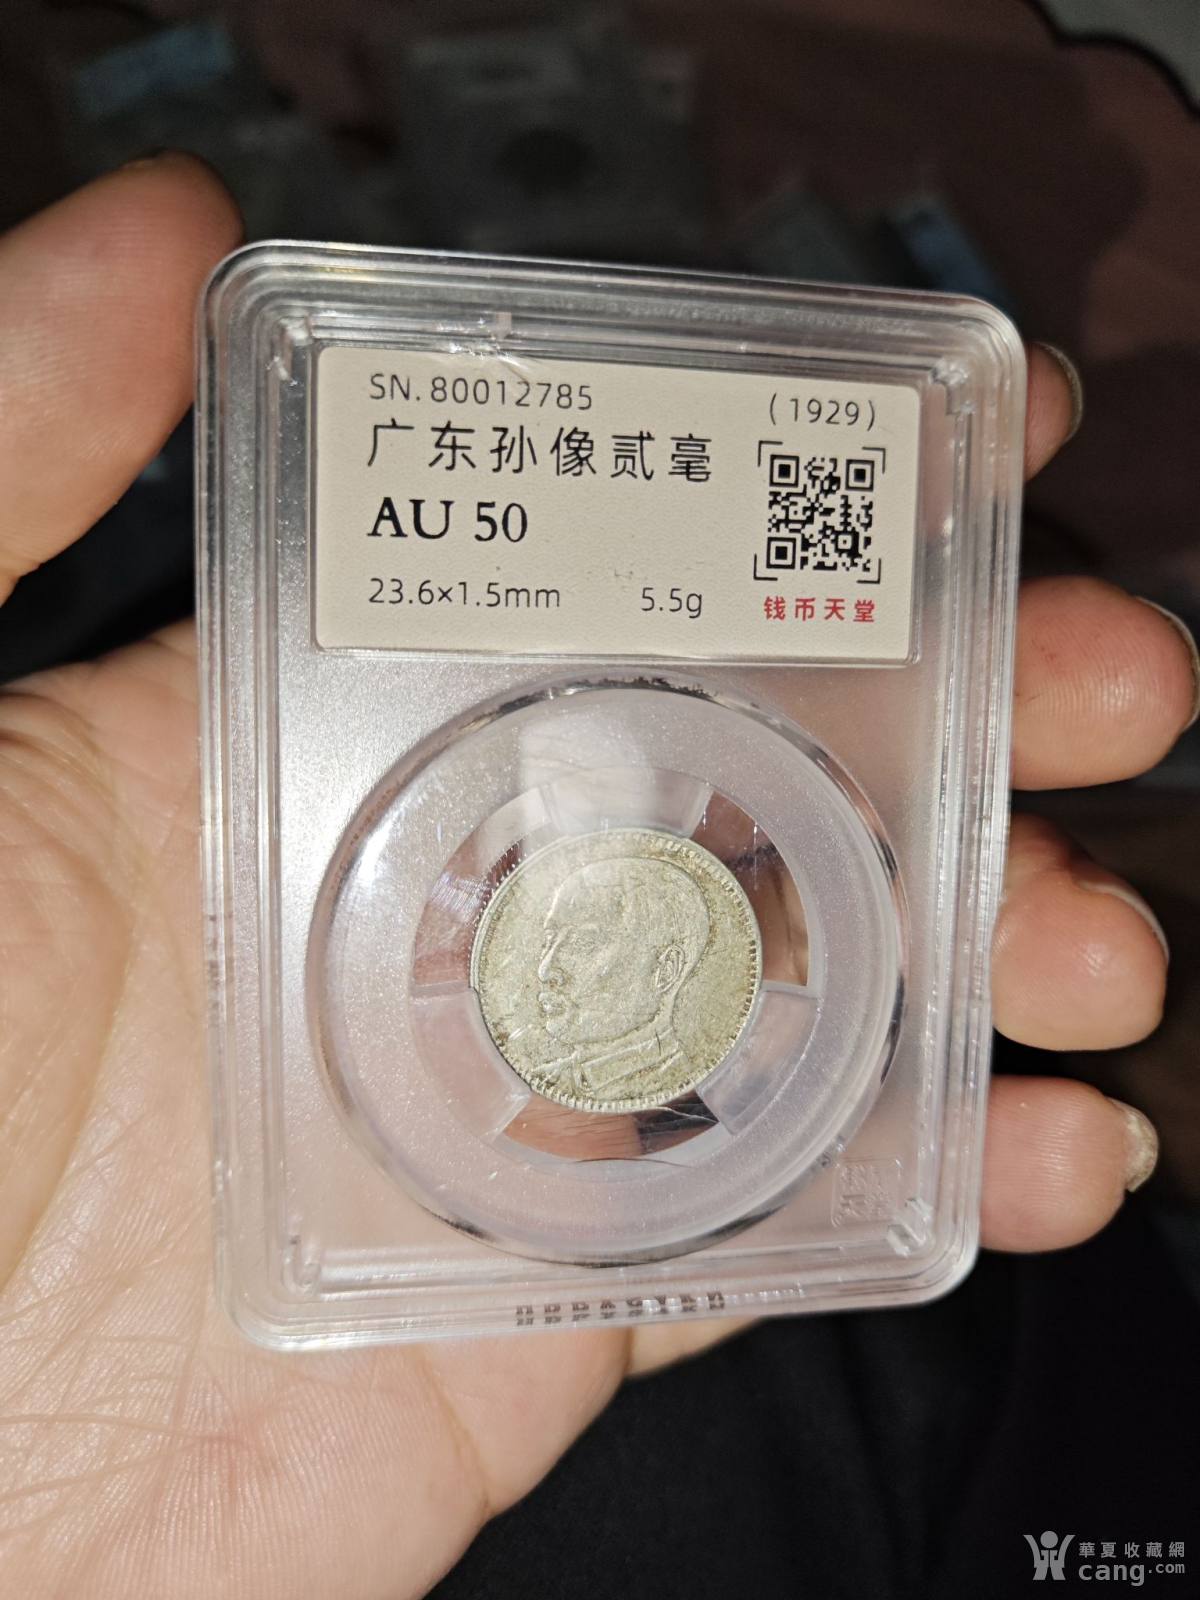 SN.80012785
(1929)
广东孙像贰毫
AU 50
23.6×1.5mm
5.5g
钱币天堂
華夏收藏網
cang.com